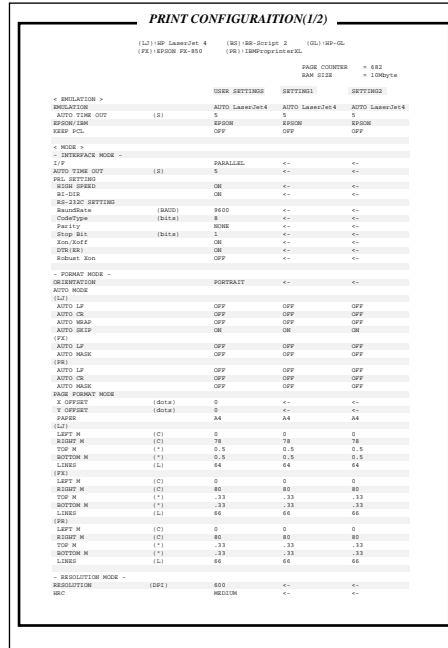 PRINT CONFIGURAITION(1/2)
(LJ):HP LaserJet 4 (BS):BR-Script 2 (GL):HP-GL
(FX):EPSON FX-850 (PR):IBMProprinterXL
PAGE COUNTER = 682
RAM SIZE = 10Mbyte
USER SETTINGS SETTING1 SETTING2
< EMULATION >
EMULATION AUTO LaserJet4 AUTO LaserJet4 AUTO LaserJet4
AUTO TIME OUT (S) 5 5 5
EPSON/IBM EPSON EPSON EPSON
KEEP PCL OFF OFF OFF
< MODE >
- INTERFACE MODE -
I/F PARALLEL <- <-
AUTO TIME OUT (S) 5 <- <-
PRL SETTING
HIGH SPEED ON <- <-
BI-DIR ON <- <-
RS-232C SETTING
BaundRate (BAUD) 9600 <- <-
CodeType (bits) 8 <- <-
Parity NONE <- <-
Stop Bit (bits) 1 <- <-
Xon/Xoff ON <- <-
DTR(ER) ON <- <-
Robust Xon OFF <- <-
- FORMAT MODE -
ORIENTATION PORTRAIT <- <-
AUTO MODE
(LJ)
AUTO LF OFF OFF OFF
AUTO CR OFF OFF OFF
AUTO WRAP OFF OFF OFF
AUTO SKIP ON ON ON
(FX)
AUTO LF OFF OFF OFF
AUTO MASK OFF OFF OFF
(PR)
AUTO LF OFF OFF OFF
AUTO CR OFF OFF OFF
AUTO MASK OFF OFF OFF
PAGE FORMAT MODE
X OFFSET (dots) 0 <- <-
Y OFFSET (dots) 0 <- <-
PAPER A4 A4 A4
(LJ)
LEFT M (C) 0 0 0
RIGHT M (C) 78 78 78
TOP M (") 0.5 0.5 0.5
BOTTOM M (") 0.5 0.5 0.5
LINES (L) 64 64 64
(FX)
LEFT M (C) 0 0 0
RIGHT M (C) 80 80 80
TOP M (") .33 .33 .33
BOTTOM M (") .33 .33 .33
LINES (L) 66 66 66
(PR)
LEFT M (C) 0 0 0
RIGHT M (C) 80 80 80
TOP M (") .33 .33 .33
BOTTOM M (") .33 .33 .33
LINES (L) 66 66 66
- RESOLUTION MODE -
RESOLUTION (DPI) 600 <- <-
HRC MEDIUM <- <-